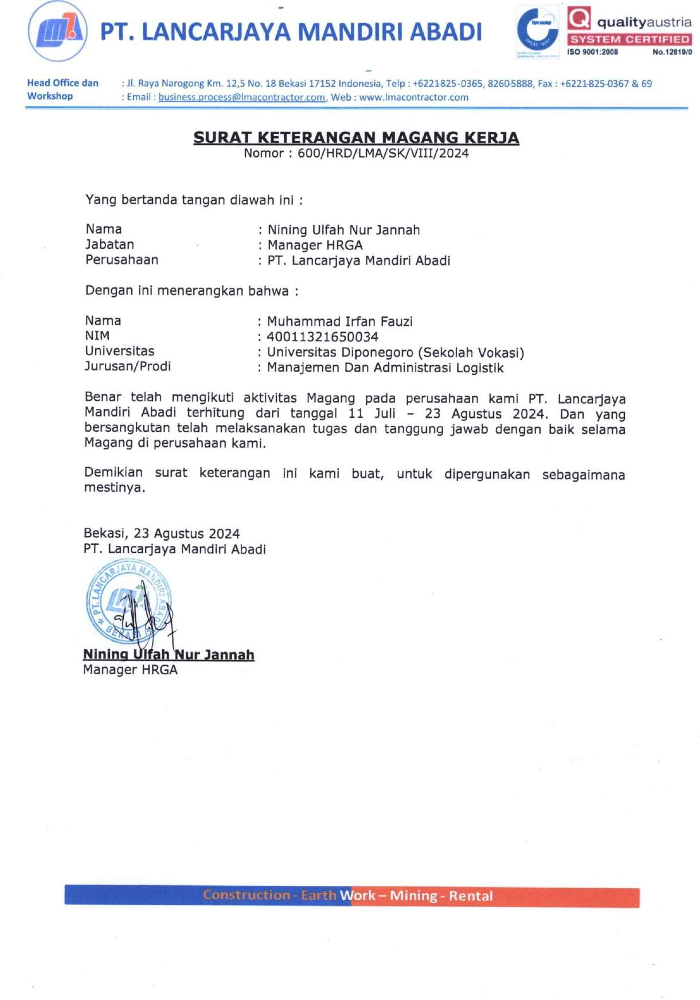 PT. LANCARJAYA MANDIRI ABADI
TÜV NORD
OHSAS 18001
qualityaustria
SYSTEM CERTIFIED
ISO 9001:2008 No.12819/0
Head Office dan : Jl. Raya Narogong Km. 12,5 No. 18 Bekasi 17152 Indonesia, Telp : +6221-825-0365, 8260-5888, Fax : +6221-825-0367 & 69
Workshop : Email : business.process@lmacontractor.com, Web : www.lmacontractor.com
SURAT KETERANGAN MAGANG KERJA
Nomor : 600/HRD/LMA/SK/VIII/2024
Yang bertanda tangan diawah ini :
Nama : Nining Ulfah Nur Jannah
Jabatan : Manager HRGA
Perusahaan : PT. Lancarjaya Mandiri Abadi
Dengan ini menerangkan bahwa :
Nama : Muhammad Irfan Fauzi
NIM : 40011321650034
Universitas : Universitas Diponegoro (Sekolah Vokasi)
Jurusan/Prodi : Manajemen Dan Administrasi Logistik
Benar telah mengikuti aktivitas Magang pada perusahaan kami PT. Lancarjaya
Mandiri Abadi terhitung dari tanggal 11 Juli – 23 Agustus 2024. Dan yang
bersangkutan telah melaksanakan tugas dan tanggung jawab dengan baik selama
Magang di perusahaan kami.
Demikian surat keterangan ini kami buat, untuk dipergunakan sebagaimana
mestinya.
Bekasi, 23 Agustus 2024
PT. Lancarjaya Mandiri Abadi
PT. LANCARJAYA MANDIRI ABADI
BEKASI
Nining Ulfah Nur Jannah
Manager HRGA
Construction - Earth Work – Mining - Rental